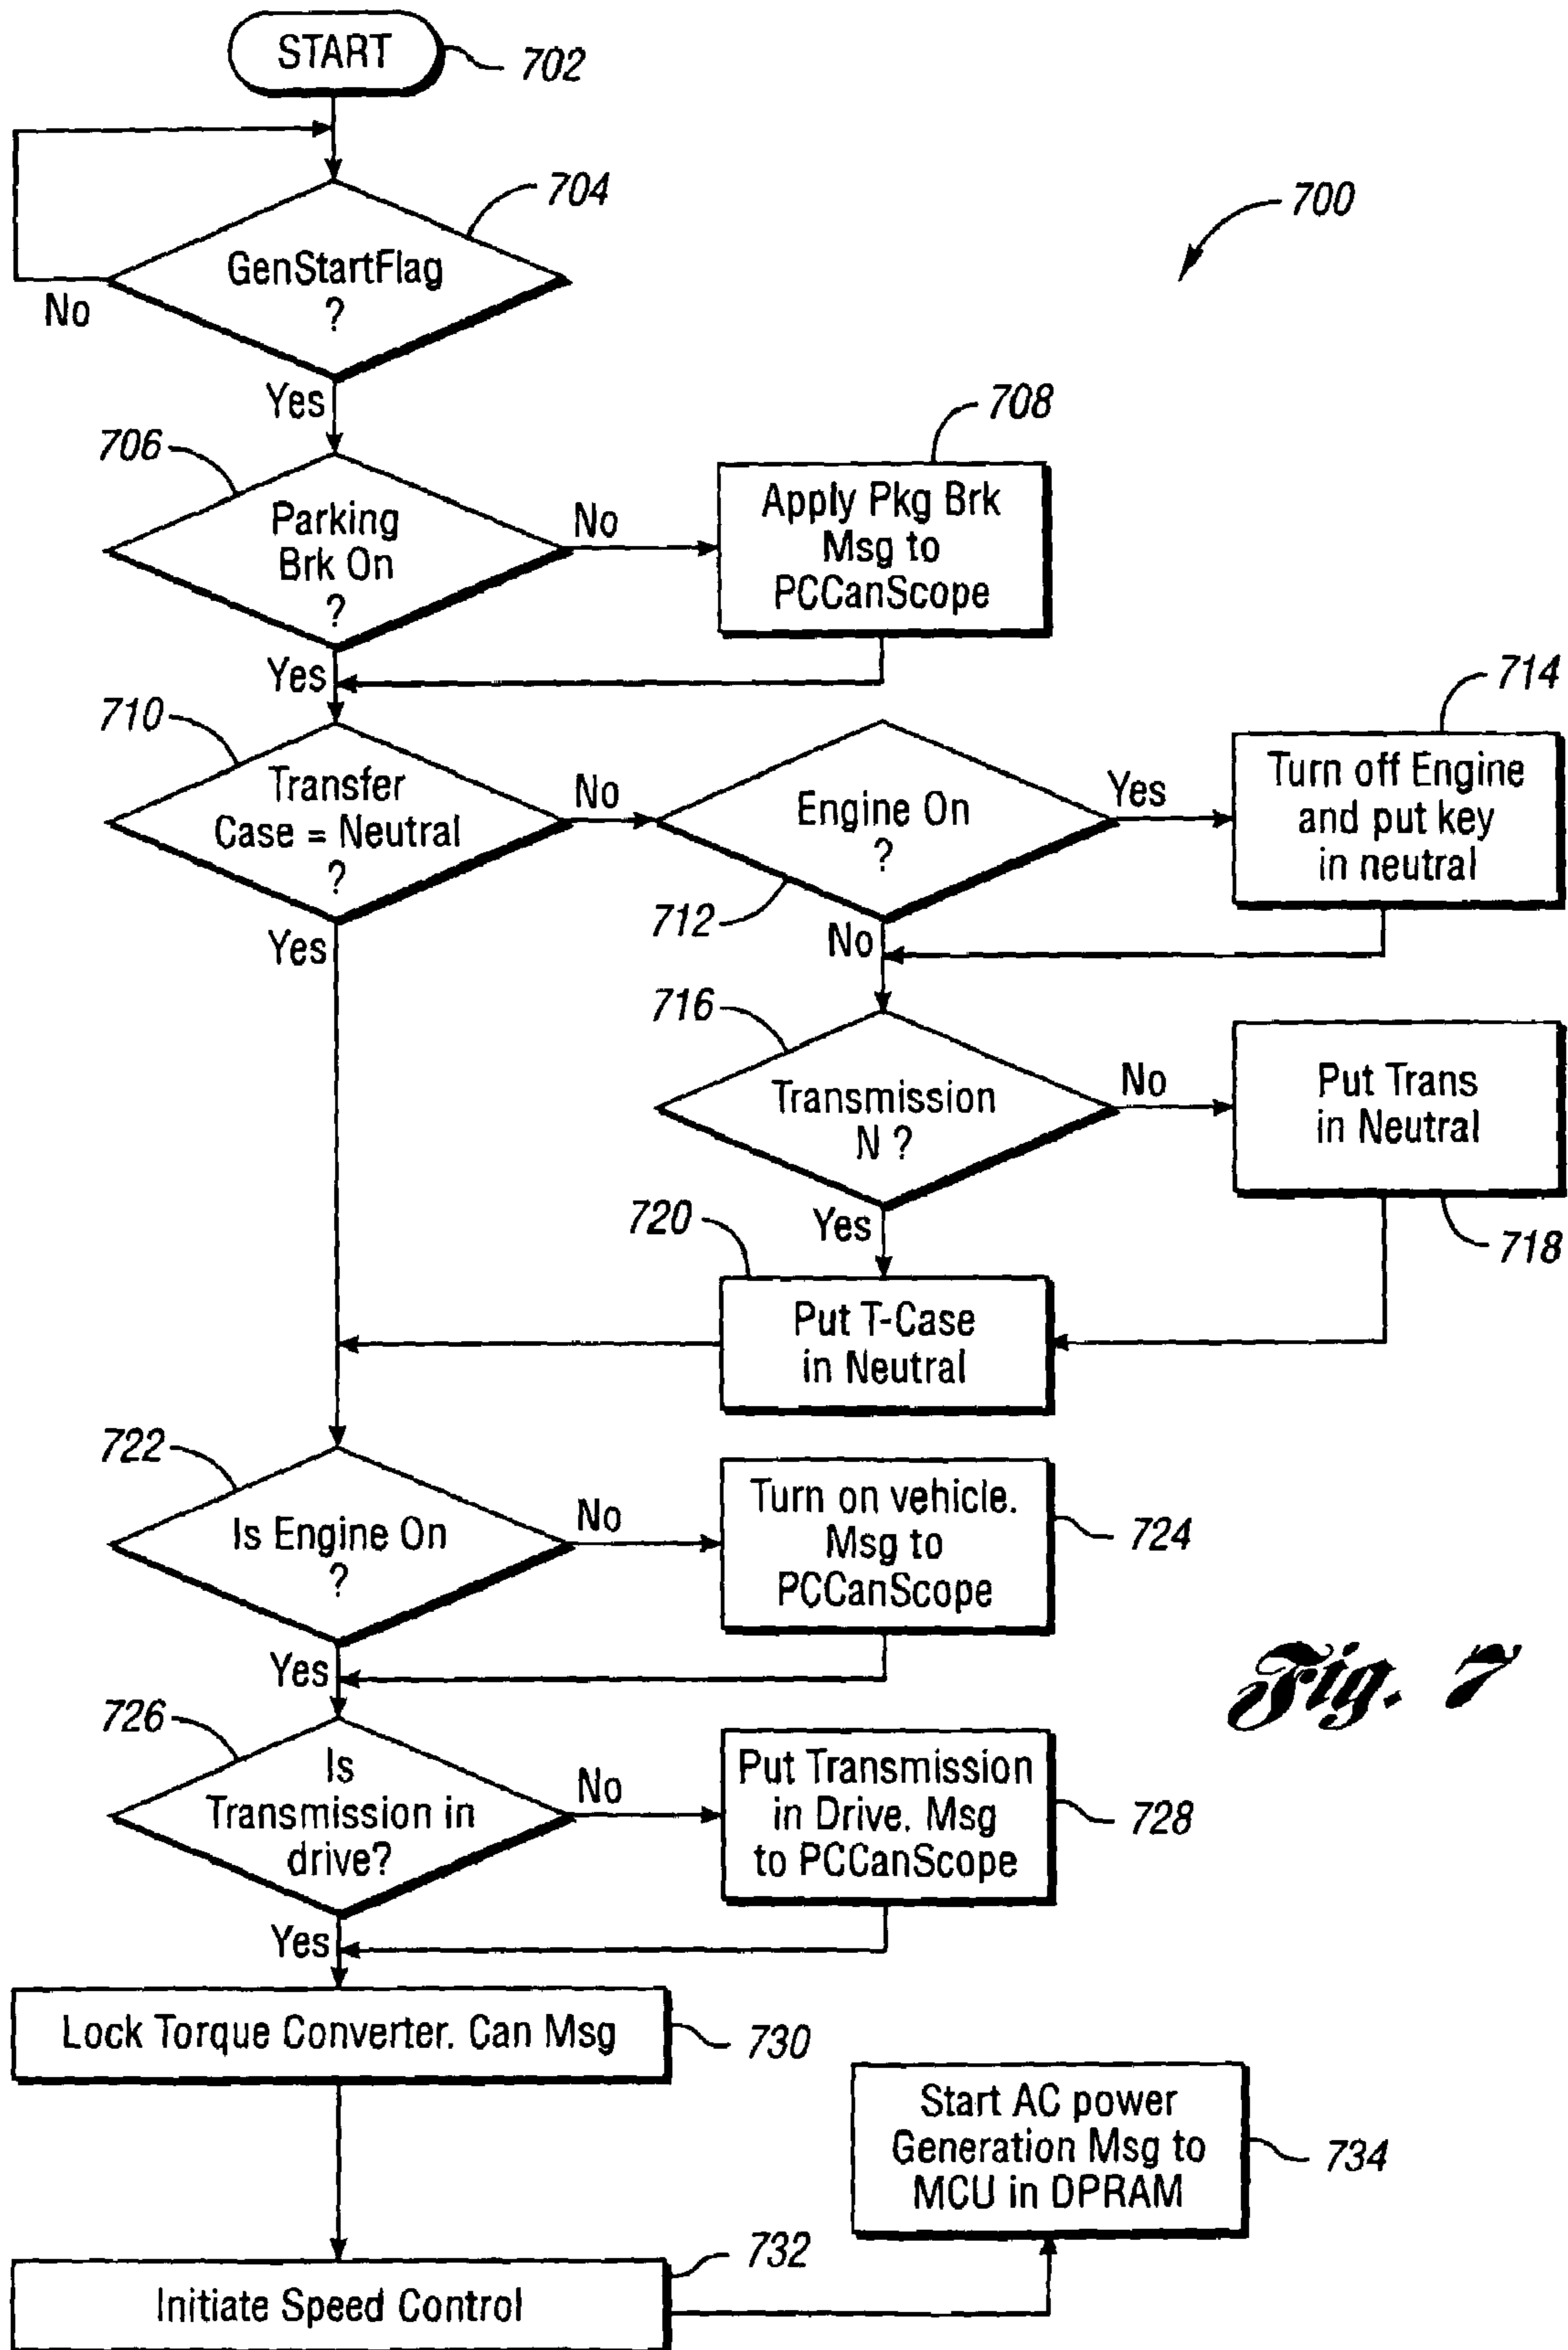 START
702
704
700
GenStartFlag
?
No
Yes
706
708
Parking
Brk On
?
No
Apply Pkg Brk
Msg to
PCCanScope
Yes
710
714
Transfer
Case = Neutral
?
No
Engine On
?
Yes
Turn off Engine
and put key
in neutral
712
Yes
No
716
Transmission
N ?
No
Put Trans
in Neutral
720
Yes
718
Put T-Case
in Neutral
722
Is Engine On
?
No
Turn on vehicle.
Msg to
PCCanScope
724
Yes
Fig. 7
726
Is
Transmission in
drive?
No
Put Transmission
in Drive. Msg
to PCCanScope
728
Yes
Lock Torque Converter. Can Msg
730
Start AC power
Generation Msg to
MCU in DPRAM
734
732
Initiate Speed Control